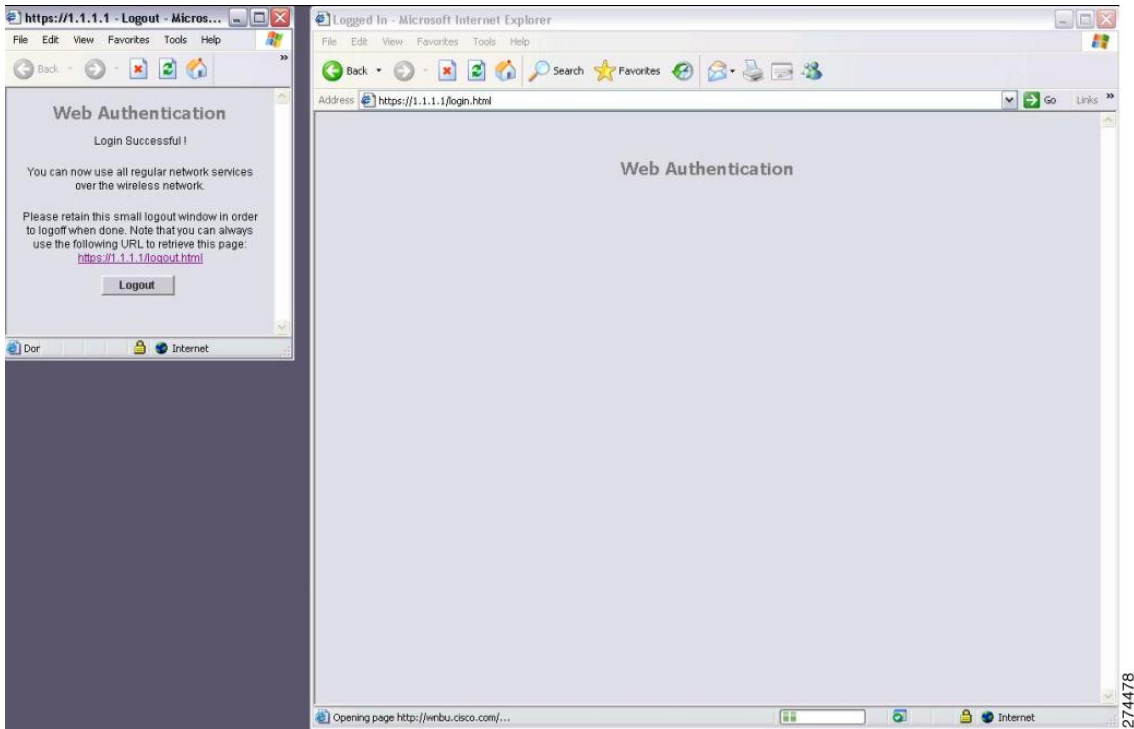 https://1.1.1.1 - Logout - Micros...
File Edit View Favorites Tools Help
Back
Web Authentication
Login Successful !
You can now use all regular network services
over the wireless network.
Please retain this small logout window in order
to logoff when done. Note that you can always
use the following URL to retrieve this page:
https://1.1.1.1/logout.html
Logout
Dor
Internet
Logged In - Microsoft Internet Explorer
File Edit View Favorites Tools Help
Back Search Favorites
Address https://1.1.1.1/login.html Go Links
Web Authentication
Opening page http://wnbu.cisco.com/...
Internet
274478